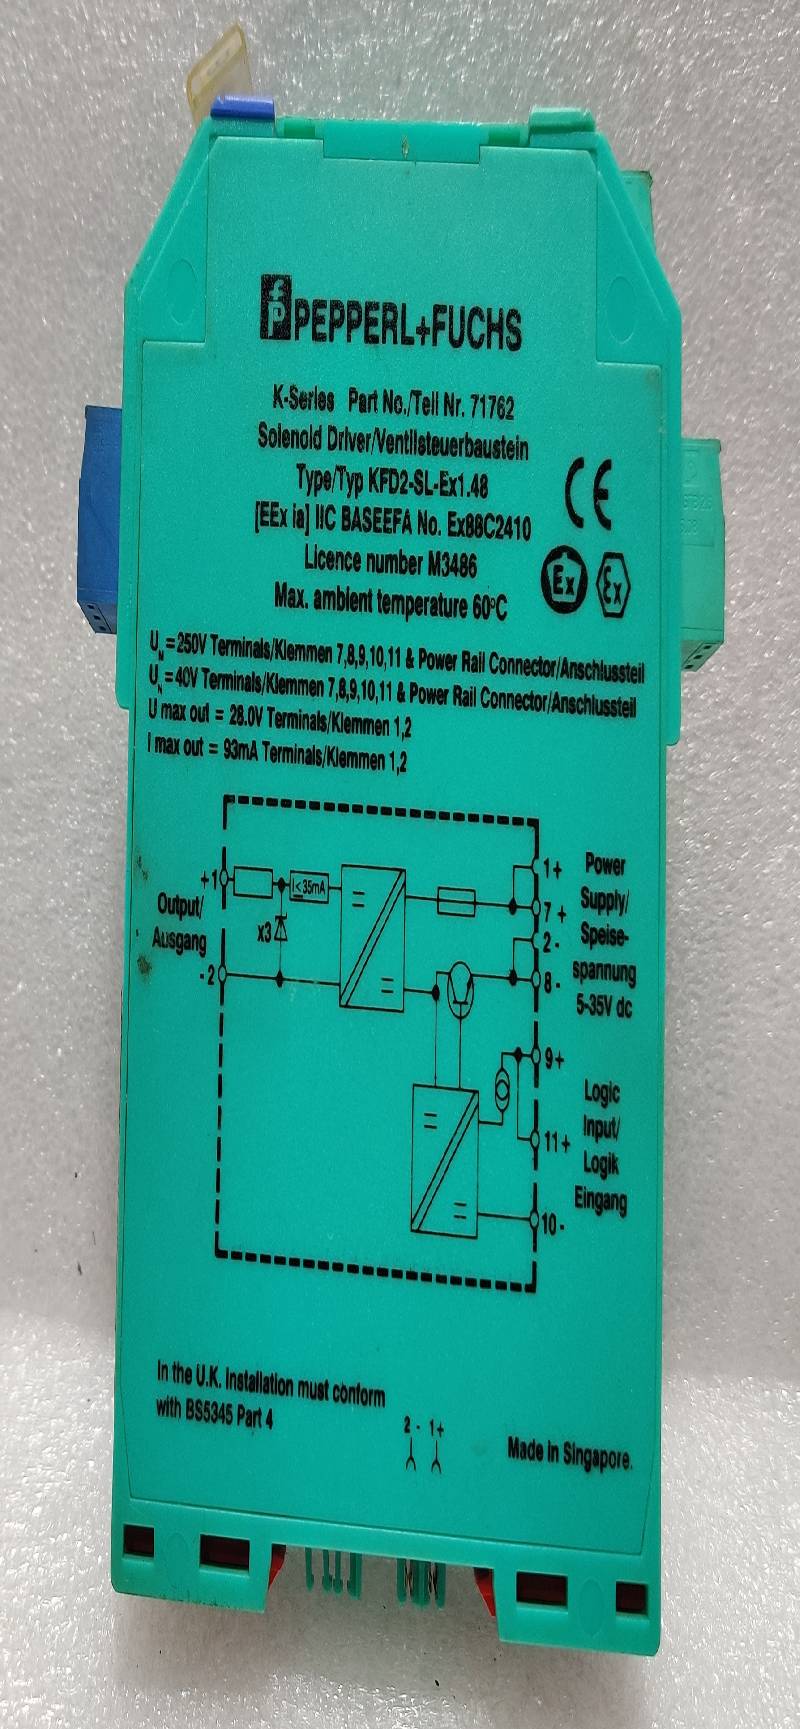 fP PEPPERL+FUCHS
K-Series Part No./Teil Nr. 71762
Solenoid Driver/Ventilsteuerbaustein
Type/Typ KFD2-SL-Ex1.48
[EEx ia] IIC BASEEFA No. Ex88C2410
Licence number M3486
Max. ambient temperature 60°C
CE
Ex Ex
UM=250V Terminals/Klemmen 7,8,9,10,11 & Power Rail Connector/Anschlussteil
UN=40V Terminals/Klemmen 7,8,9,10,11 & Power Rail Connector/Anschlussteil
U max out = 28.0V Terminals/Klemmen 1,2
I max out = 93mA Terminals/Klemmen 1,2
+1
Output/
Ausgang
-2
I<35mA
x3
1+
7+
2-
8-
Power
Supply/
Speise-
spannung
5-35V dc
9+
11+
10-
Logic
Input/
Logik
Eingang
In the U.K. Installation must conform
with BS5345 Part 4
2- 1+
Made in Singapore.